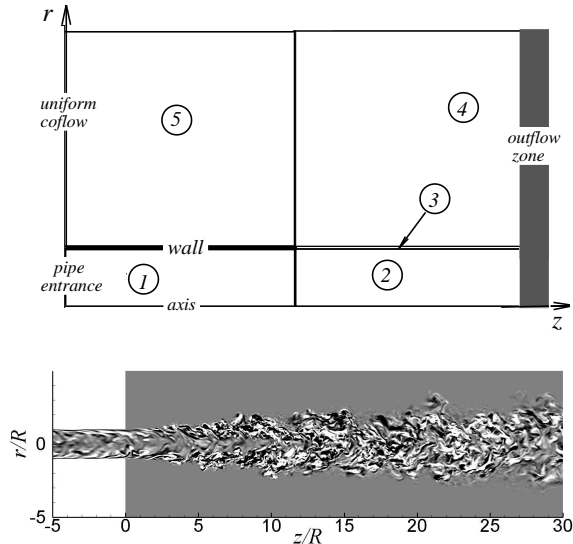 r
uniform
coflow
5
4
outflow
zone
3
wall
pipe
entrance
1
2
axis
z
r/R
0
-5
-5
0
5
10
15
20
25
30
z/R